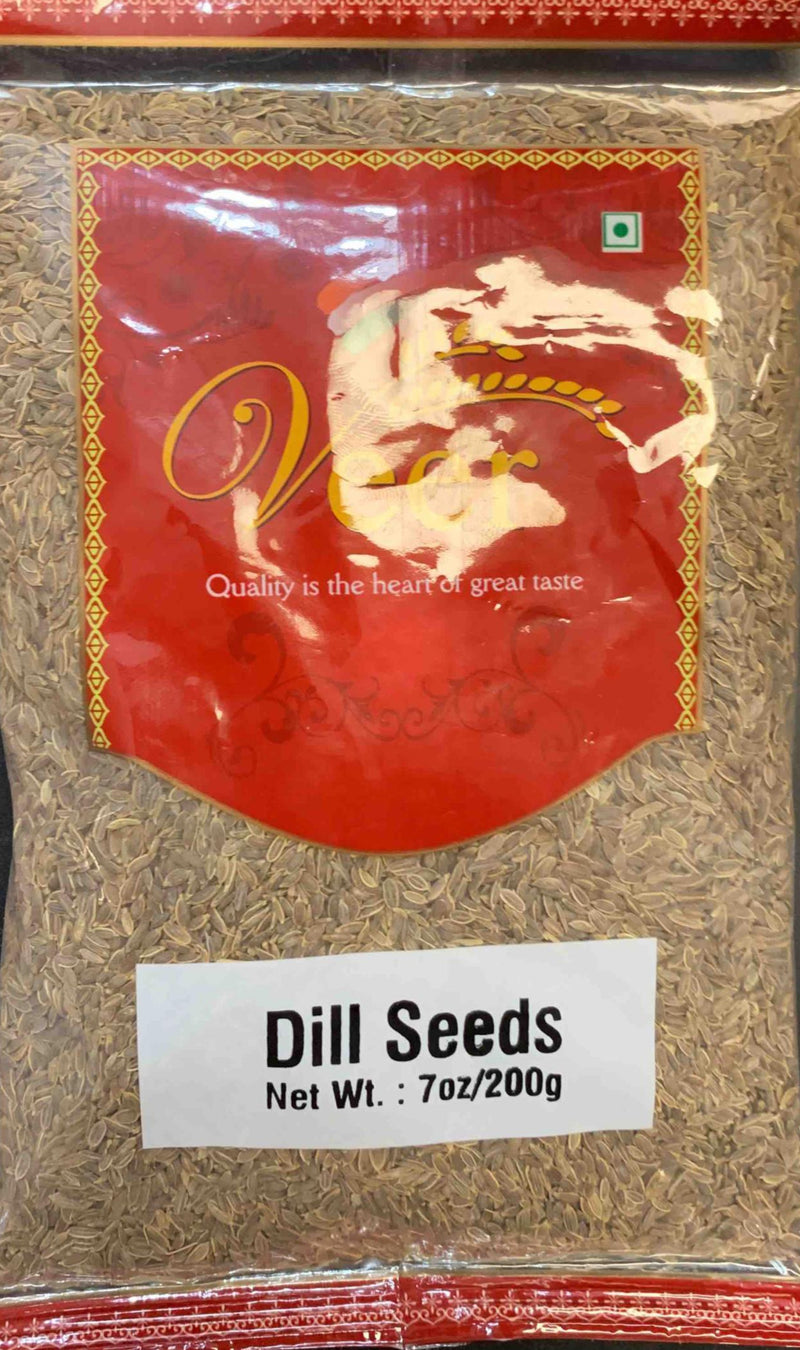 Veer
Quality is the heart of great taste
Dill Seeds
Net Wt. : 7oz/200g